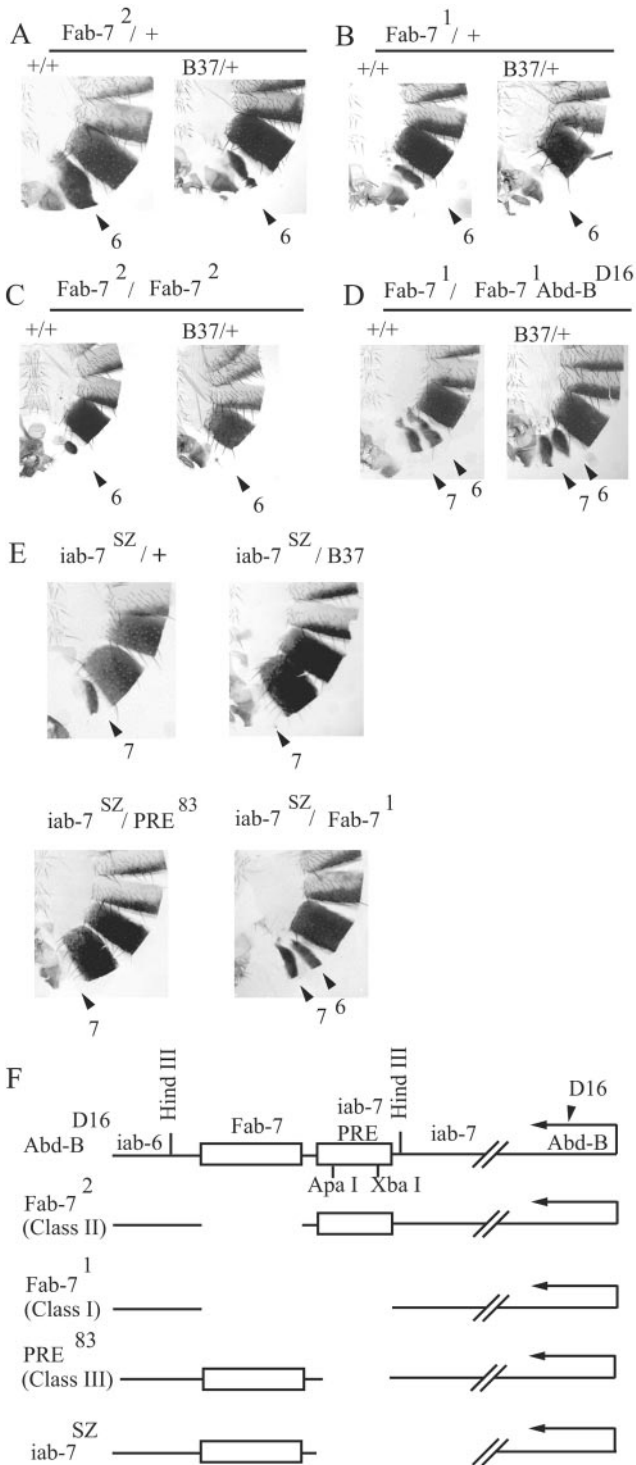 A
Fab-7 2 / +
+/+ B37/+
6 6
B
Fab-7 1 / +
+/+ B37/+
6 6
C
Fab-7 2 / Fab-7 2
+/+ B37/+
6 6
D
Fab-7 1 / Fab-7 1 Abd-B D16
+/+ B37/+
7 6 7 6
E
iab-7 SZ / + iab-7 SZ / B37
7 7
iab-7 SZ / PRE 83 iab-7 SZ / Fab-7 1
7 7 6
F
Hind III Hind III
D16
Abd-B D16 iab-6 Fab-7 iab-7 PRE iab-7 Abd-B
Apa I Xba I
Fab-7 2
(Class II)
Fab-7 1
(Class I)
PRE 83
(Class III)
iab-7 SZ